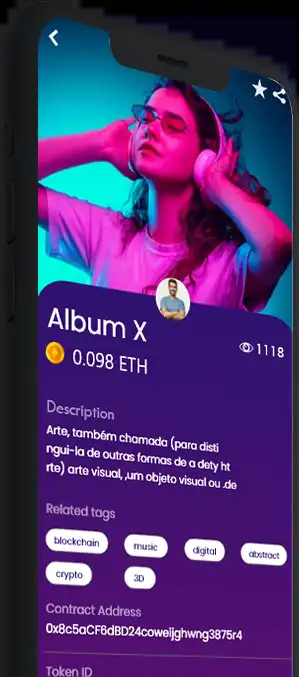 Album X
0.098 ETH
1118
Description
Arte, também chamada (para disti
ngui-la de outras formas de a dety ht
rte) arte visual, ,um objeto visual ou .de
Related tags
blockchain
music
digital
abstract
crypto
3D
Contract Address
0x8c5aCF6dBD24coweijghwng3875r4
Token ID